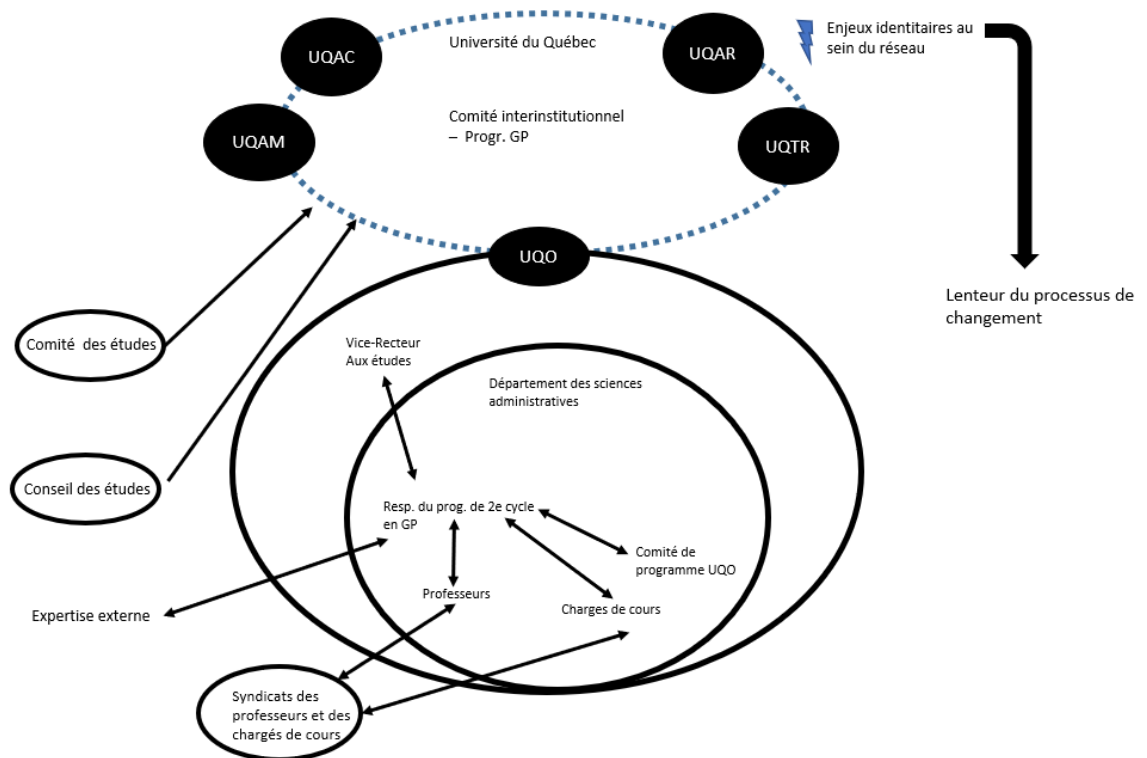 UQAC
Université du Québec
UQAR
Enjeux identitaires au
sein du réseau
UQAM
Comité interinstitutionnel
– Progr. GP
UQTR
UQO
Lenteur du processus de
changement
Comité des études
Vice-Recteur
Aux études
Département des sciences
administratives
Conseil des études
Resp. du prog. de 2e cycle
en GP
Comité de
programme UQO
Professeurs
Charges de cours
Expertise externe
Syndicats des
professeurs et des
chargés de cours